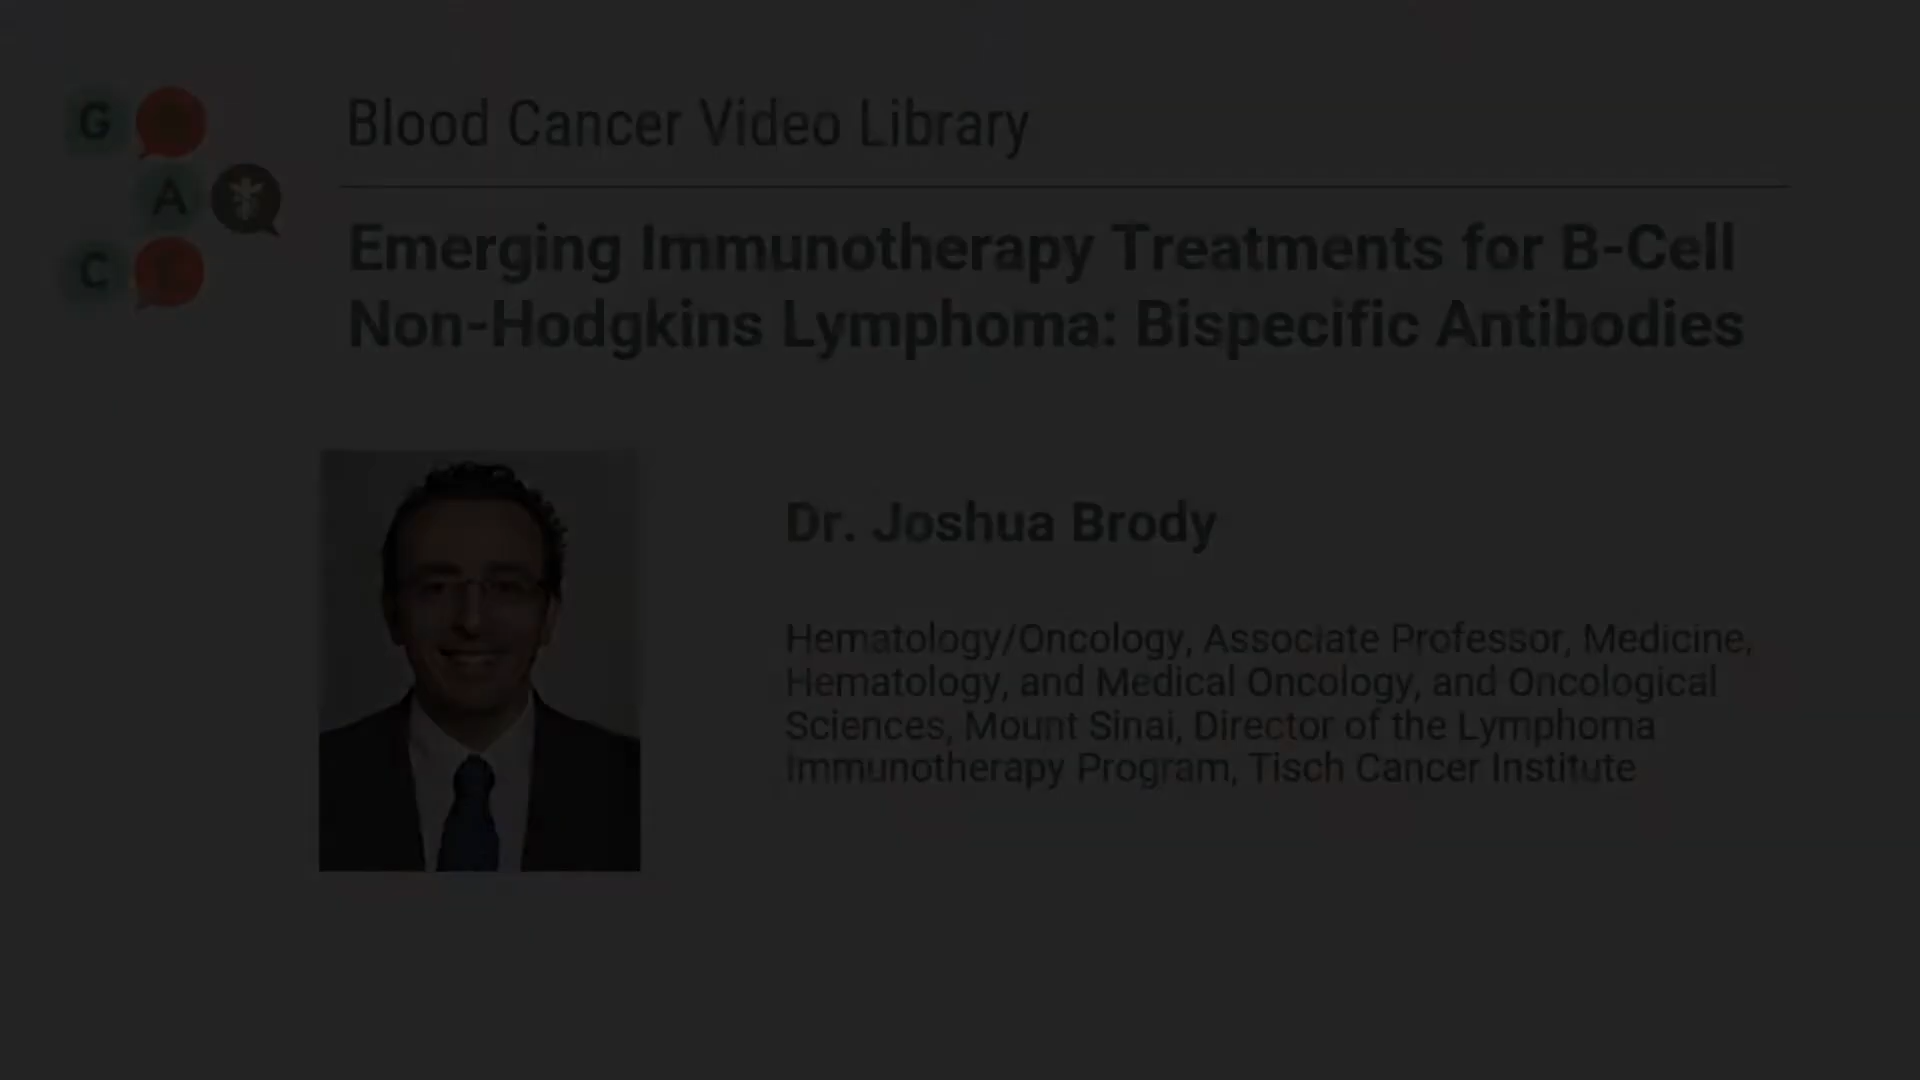 G
A
C
Blood Cancer Video Library
Emerging Immunotherapy Treatments for B-Cell
Non-Hodgkins Lymphoma: Bispecific Antibodies
Dr. Joshua Brody
Hematology/Oncology, Associate Professor, Medicine,
Hematology, and Medical Oncology, and Oncological
Sciences, Mount Sinai, Director of the Lymphoma
Immunotherapy Program, Tisch Cancer Institute